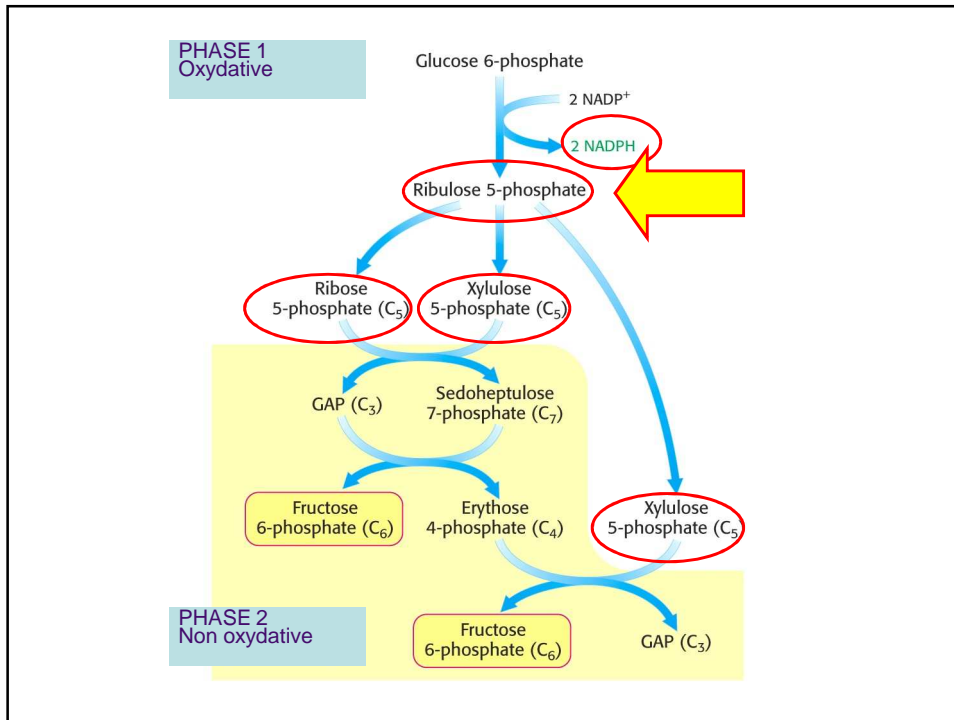 PHASE 1
Oxydative
Glucose 6-phosphate
2 NADP⁺
2 NADPH
Ribulose 5-phosphate
Ribose
5-phosphate (C₅)
Xylulose
5-phosphate (C₅)
GAP (C₃)
Sedoheptulose
7-phosphate (C₇)
Fructose
6-phosphate (C₆)
Erythose
4-phosphate (C₄)
Xylulose
5-phosphate (C₅)
PHASE 2
Non oxydative
Fructose
6-phosphate (C₆)
GAP (C₃)